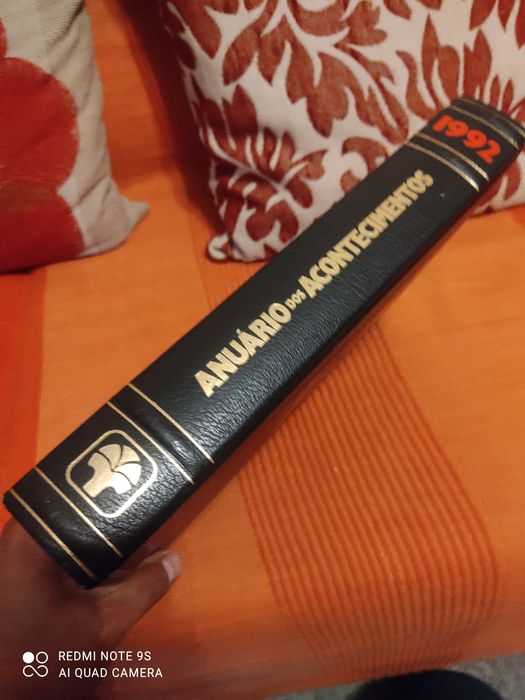 1992
ANUÁRIO DOS ACONTECIMENTOS
REDMI NOTE 9S
AI QUAD CAMERA